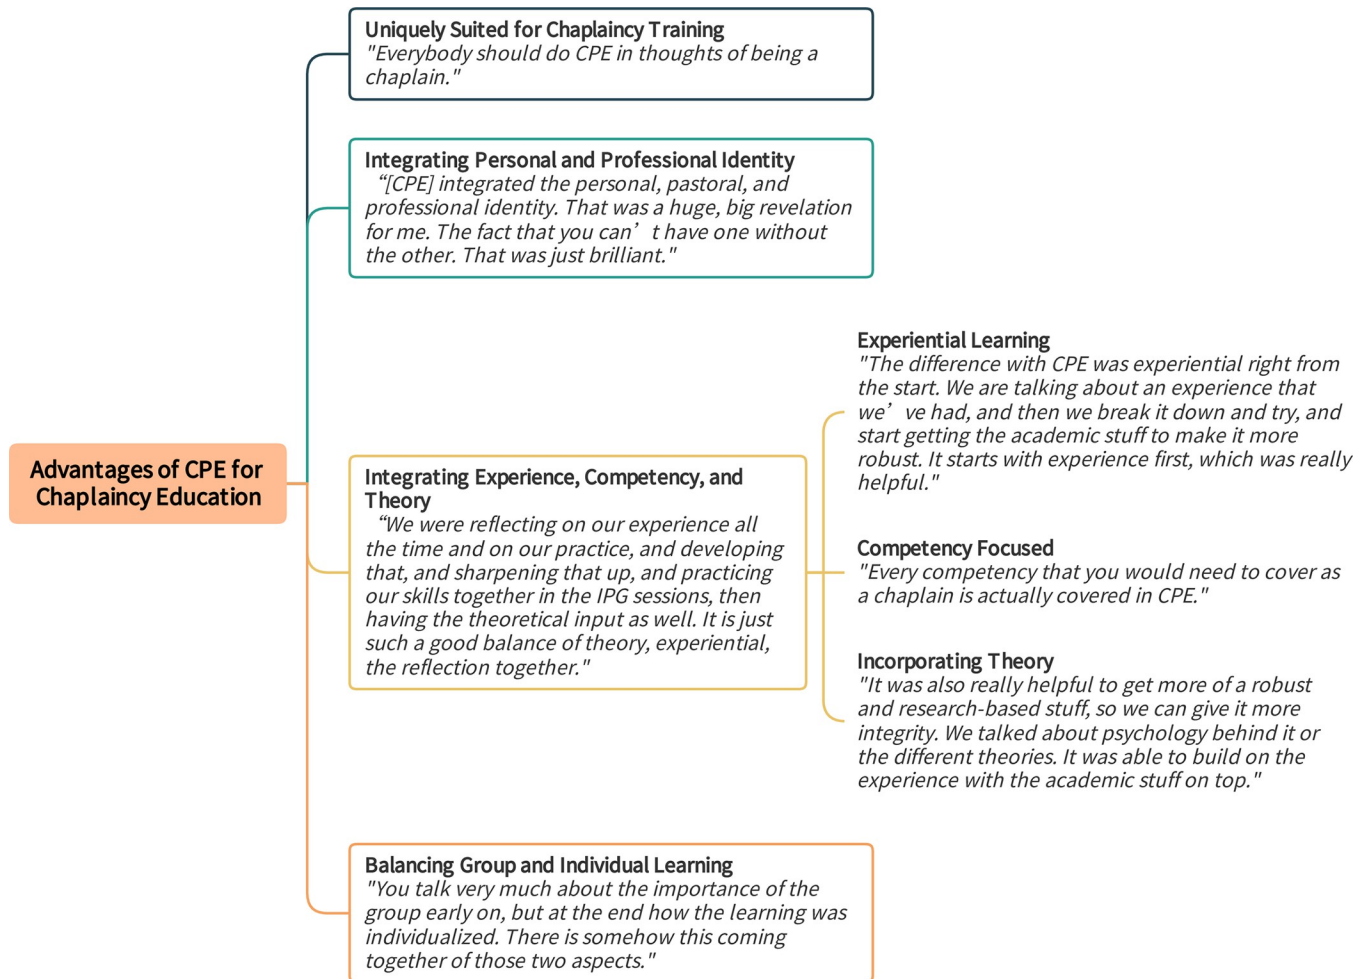 Uniquely Suited for Chaplaincy Training
"Everybody should do CPE in thoughts of being a
chaplain."
Integrating Personal and Professional Identity
“[CPE] integrated the personal, pastoral, and
professional identity. That was a huge, big revelation
for me. The fact that you can’t have one without
the other. That was just brilliant."
Advantages of CPE for
Chaplaincy Education
Integrating Experience, Competency, and
Theory
“We were reflecting on our experience all
the time and on our practice, and developing
that, and sharpening that up, and practicing
our skills together in the IPG sessions, then
having the theoretical input as well. It is just
such a good balance of theory, experiential,
the reflection together."
Experiential Learning
"The difference with CPE was experiential right from
the start. We are talking about an experience that
we’ve had, and then we break it down and try, and
start getting the academic stuff to make it more
robust. It starts with experience first, which was really
helpful."
Competency Focused
"Every competency that you would need to cover as
a chaplain is actually covered in CPE."
Incorporating Theory
"It was also really helpful to get more of a robust
and research-based stuff, so we can give it more
integrity. We talked about psychology behind it or
the different theories. It was able to build on the
experience with the academic stuff on top."
Balancing Group and Individual Learning
"You talk very much about the importance of the
group early on, but at the end how the learning was
individualized. There is somehow this coming
together of those two aspects."